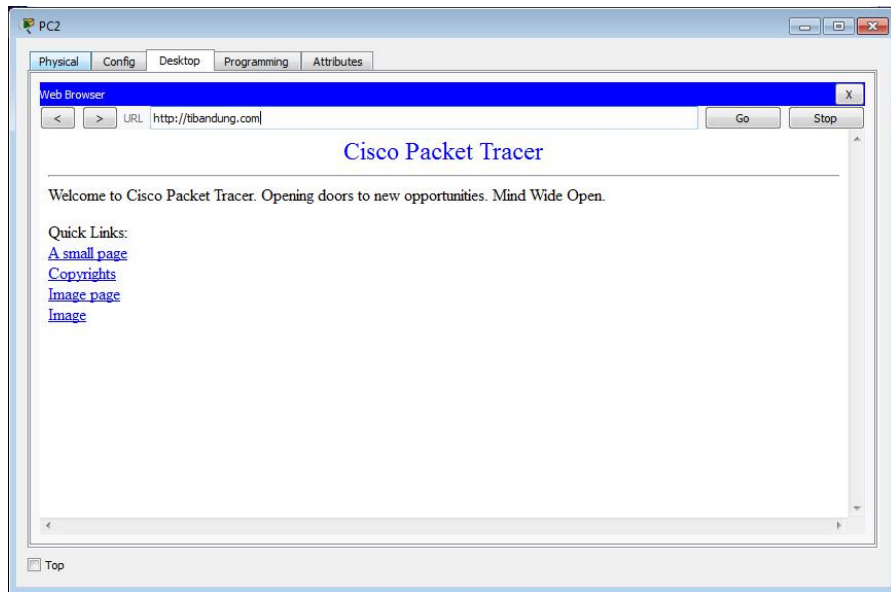 PC2
Physical Config Desktop Programming Attributes
Web Browser X
< > URL http://tibandung.com Go Stop
Cisco Packet Tracer
Welcome to Cisco Packet Tracer. Opening doors to new opportunities. Mind Wide Open.
Quick Links:
A small page
Copyrights
Image page
Image
Top